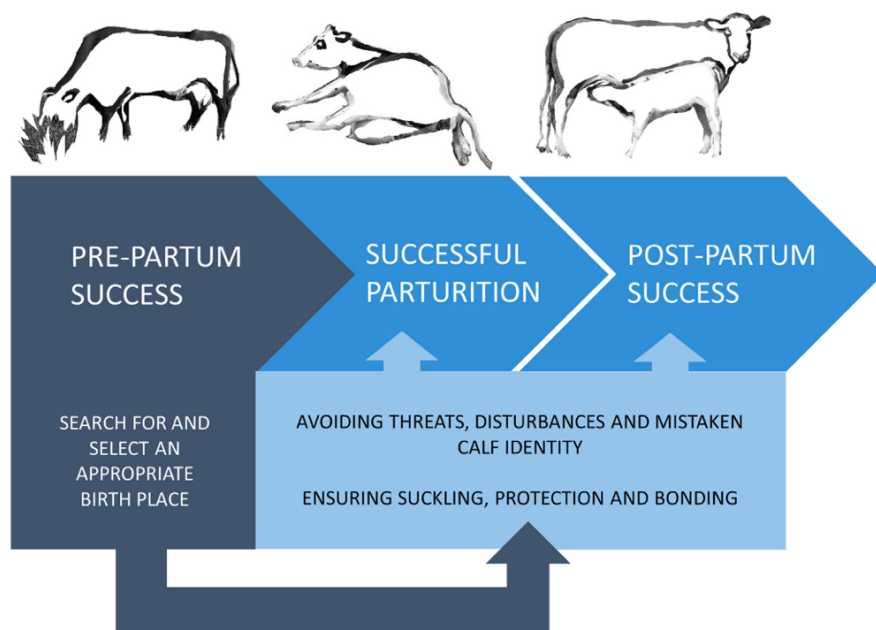 PRE-PARTUM
SUCCESS
SUCCESSFUL
PARTURITION
POST-PARTUM
SUCCESS
SEARCH FOR AND
SELECT AN
APPROPRIATE
BIRTH PLACE
AVOIDING THREATS, DISTURBANCES AND MISTAKEN
CALF IDENTITY
ENSURING SUCKLING, PROTECTION AND BONDING